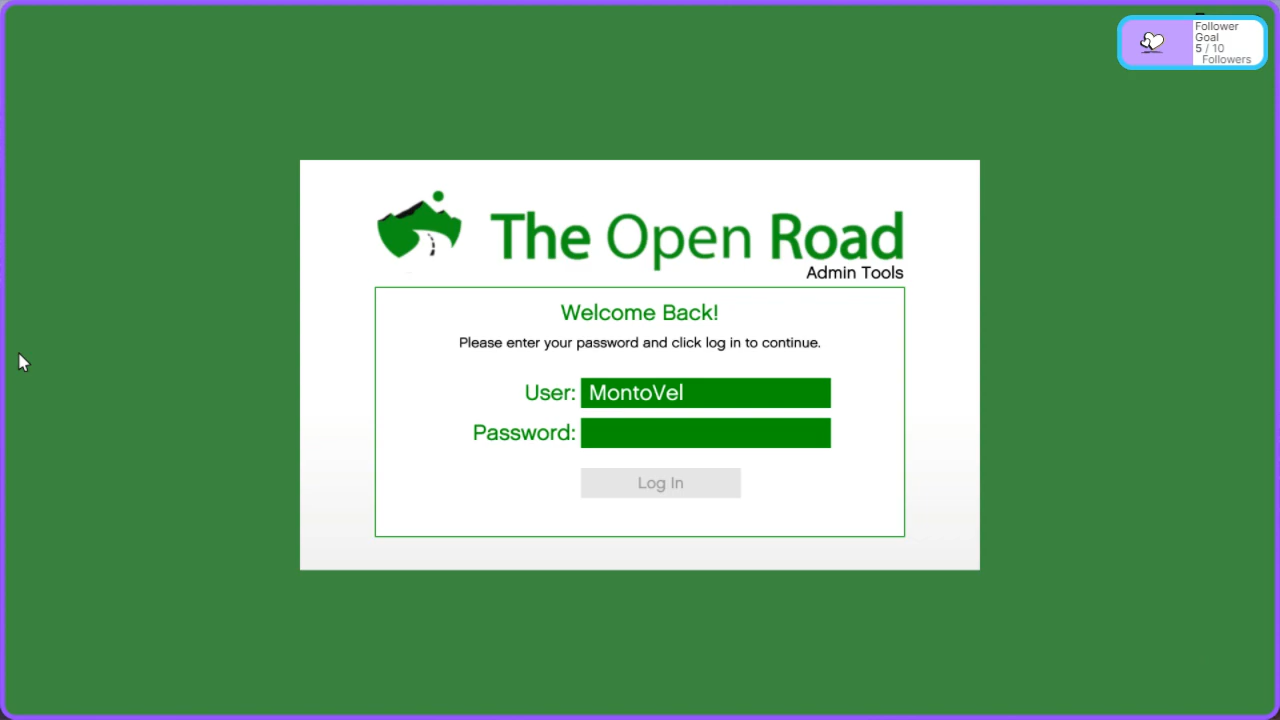 Follower
Goal
5 / 10
Followers
The Open Road
Admin Tools
Welcome Back!
Please enter your password and click log in to continue.
User: MontoVel
Password:
Log In